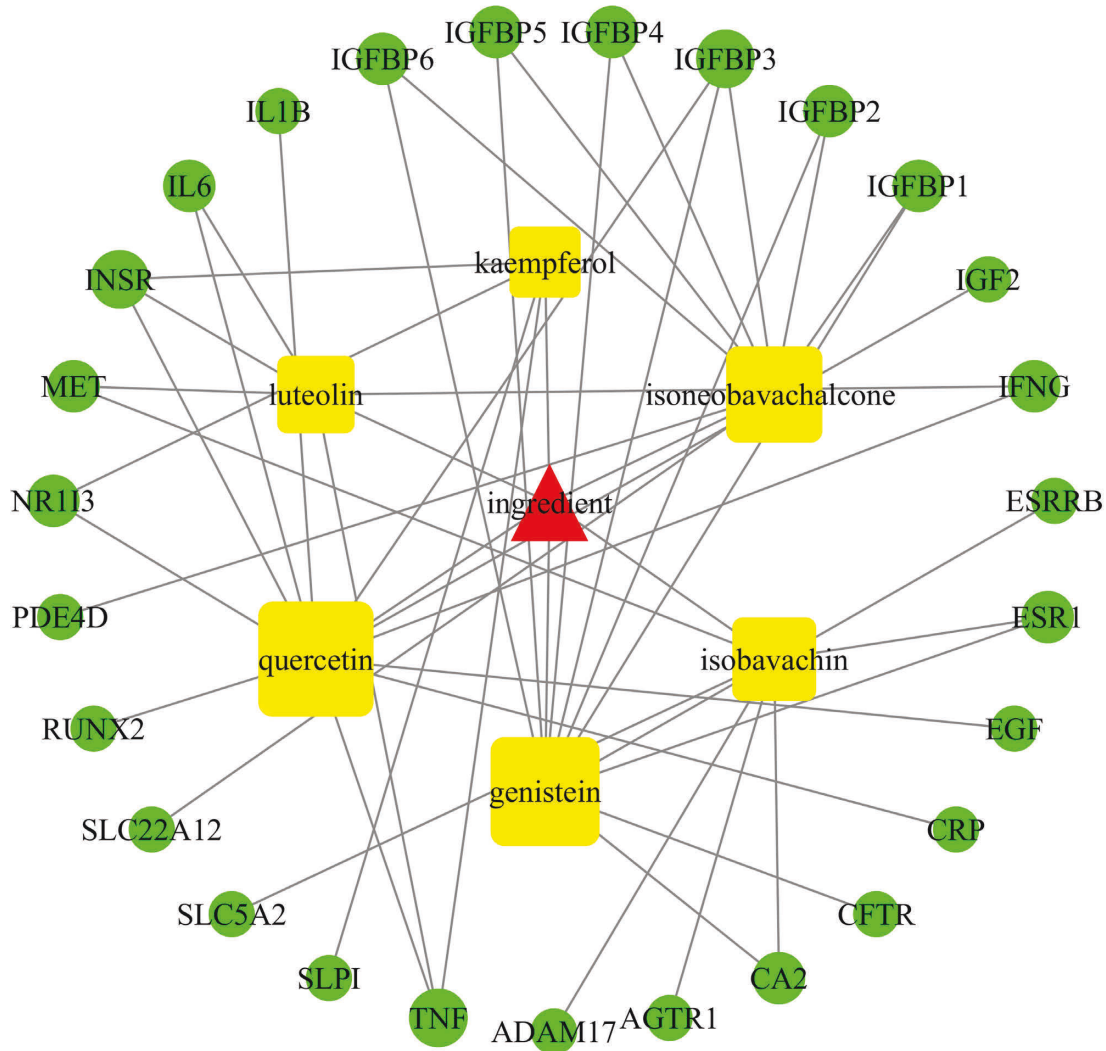 IGFBP5
IGFBP4
IGFBP6
IGFBP3
IL1B
IGFBP2
IL6
IGFBP1
kaempferol
INSR
IGF2
MET
luteolin
isoneobavachalcone
IFNG
NR1I3
ingredient
ESRRB
PDE4D
ESR1
quercetin
isobavachin
RUNX2
EGF
genistein
SLC22A12
CRP
SLC5A2
CFTR
SLPI
CA2
TNF
ADAM17
AGTR1